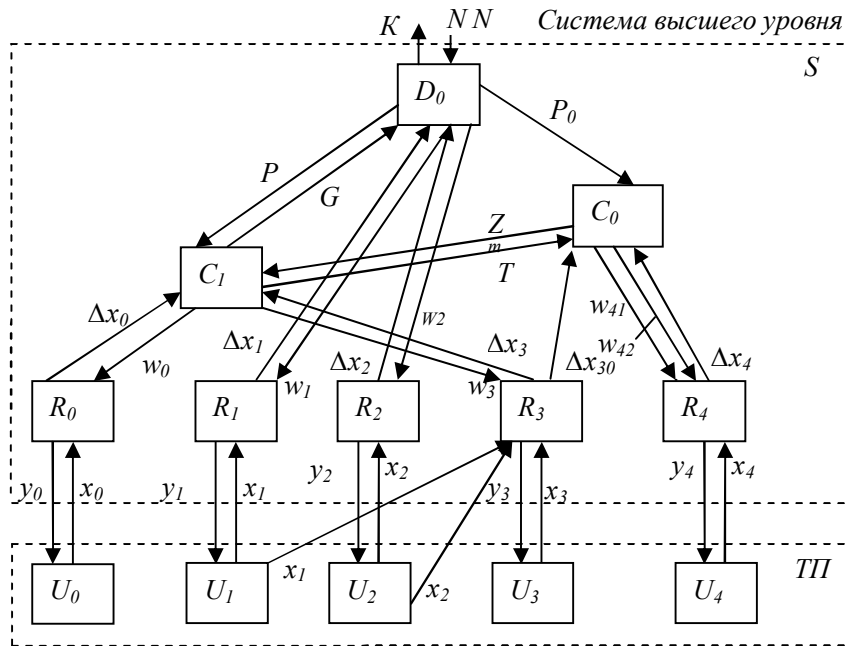 К N N Система высшего уровня
S
D₀
P₀
P
G
C₀
Z
m
C₁
T
w₄₁
w₄₂
W2
Δx₀
Δx₁
Δx₂
Δx₃
Δx₃₀
Δx₄
w₀
w₁
w₃
R₀ R₁ R₂ R₃ R₄
y₀ x₀ y₁ x₁ y₂ x₂ y₃ x₃ y₄ x₄
x₁ x₂ ТП
U₀ U₁ U₂ U₃ U₄